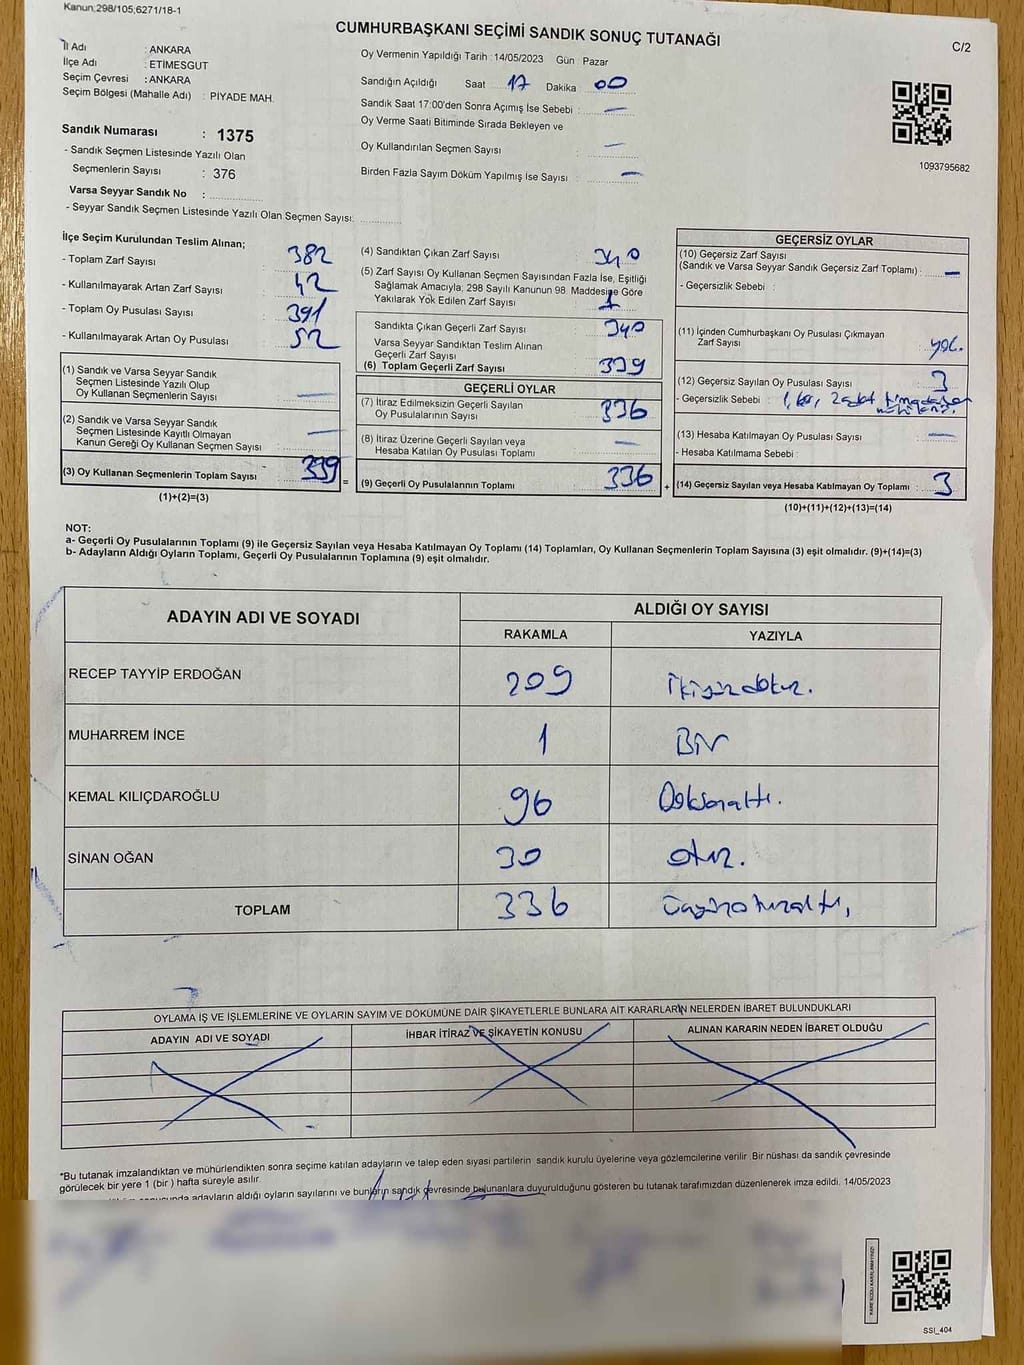 Kanun;298/105;6271/18-1
CUMHURBAŞKANI SEÇİMİ SANDIK SONUÇ TUTANAĞI
C/2
İl Adı : ANKARA
İlçe Adı : ETİMESGUT
Seçim Çevresi : ANKARA
Seçim Bölgesi (Mahalle Adı) : PİYADE MAH.
Sandık Numarası : 1375
- Sandık Seçmen Listesinde Yazılı Olan
Seçmenlerin Sayısı : 376
Varsa Seyyar Sandık No :
- Seyyar Sandık Seçmen Listesinde Yazılı Olan Seçmen Sayısı:
Oy Vermenin Yapıldığı Tarih : 14/05/2023 Gün : Pazar
Sandığın Açıldığı Saat 17 Dakika 00
Sandık Saat 17:00'den Sonra Açımış İse Sebebi : —
Oy Verme Saati Bitiminde Sırada Bekleyen ve
Oy Kullandırılan Seçmen Sayısı : —
Birden Fazla Sayım Döküm Yapılmış İse Sayısı : —
1093795682
İlçe Seçim Kurulundan Teslim Alınan;
- Toplam Zarf Sayısı : 382
- Kullanılmayarak Artan Zarf Sayısı : 42
- Toplam Oy Pusulası Sayısı : 391
- Kullanılmayarak Artan Oy Pusulası : 52
(1) Sandık ve Varsa Seyyar Sandık
Seçmen Listesinde Yazılı Olup
Oy Kullanan Seçmenlerin Sayısı : —
(2) Sandık ve Varsa Seyyar Sandık
Seçmen Listesinde Kayıtlı Olmayan
Kanun Gereği Oy Kullanan Seçmen Sayısı : —
(3) Oy Kullanan Seçmenlerin Toplam Sayısı : 339
(1)+(2)=(3)
(4) Sandıktan Çıkan Zarf Sayısı : 340
(5) Zarf Sayısı Oy Kullanan Seçmen Sayısından Fazla İse, Eşitliği
Sağlamak Amacıyla; 298 Sayılı Kanunun 98. Maddesine Göre
Yakılarak Yok Edilen Zarf Sayısı : 1
Sandıkta Çıkan Geçerli Zarf Sayısı : 340
Varsa Seyyar Sandıktan Teslim Alınan
Geçerli Zarf Sayısı :
(6) Toplam Geçerli Zarf Sayısı : 339
GEÇERLİ OYLAR
(7) İtiraz Edilmeksizin Geçerli Sayılan
Oy Pusulalarının Sayısı : 336
(8) İtiraz Üzerine Geçerli Sayılan veya
Hesaba Katılan Oy Pusulası Toplamı : —
(9) Geçerli Oy Pusulalarının Toplamı : 336
GEÇERSİZ OYLAR
(10) Geçersiz Zarf Sayısı
(Sandık ve Varsa Seyyar Sandık Geçersiz Zarf Toplamı) : —
- Geçersizlik Sebebi :
(11) İçinden Cumhurbaşkanı Oy Pusulası Çıkmayan
Zarf Sayısı : yok.
(12) Geçersiz Sayılan Oy Pusulası Sayısı : 3
- Geçersizlik Sebebi : 2 adet
(13) Hesaba Katılmayan Oy Pusulası Sayısı : —
- Hesaba Katılmama Sebebi :
(14) Geçersiz Sayılan veya Hesaba Katılmayan Oy Toplamı : 3
(10)+(11)+(12)+(13)=(14)
NOT:
a- Geçerli Oy Pusulalarının Toplamı (9) ile Geçersiz Sayılan veya Hesaba Katılmayan Oy Toplamı (14) Toplamları, Oy Kullanan Seçmenlerin Toplam Sayısına (3) eşit olmalıdır. (9)+(14)=(3)
b- Adayların Aldığı Oyların Toplamı, Geçerli Oy Pusulalarının Toplamına (9) eşit olmalıdır.
ADAYIN ADI VE SOYADI ALDIĞI OY SAYISI
RAKAMLA YAZIYLA
RECEP TAYYİP ERDOĞAN 209 ikiyüzdokuz.
MUHARREM İNCE 1 Bir
KEMAL KILIÇDAROĞLU 96 Doksanaltı.
SİNAN OĞAN 30 otuz.
TOPLAM 336 üçyüzotuzaltı,
OYLAMA İŞ VE İŞLEMLERİNE VE OYLARIN SAYIM VE DÖKÜMÜNE DAİR ŞİKAYETLERLE BUNLARA AİT KARARLARIN NELERDEN İBARET BULUNDUKLARI
ADAYIN ADI VE SOYADI İHBAR İTİRAZ VE ŞİKAYETİN KONUSU ALINAN KARARIN NEDEN İBARET OLDUĞU
*Bu tutanak imzalandıktan ve mühürlendikten sonra seçime katılan adayların ve talep eden siyasi partilerin sandık kurulu üyelerine veya gözlemcilerine verilir. Bir nüshası da sandık çevresinde
görülecek bir yere 1 (bir ) hafta süreyle asılır.
sonucunda adayların aldığı oyların sayılarını ve bunların sandık çevresinde bulunanlara duyurulduğunu gösteren bu tutanak tarafımızdan düzenlenerek imza edildi. 14/05/2023
SSİ_404